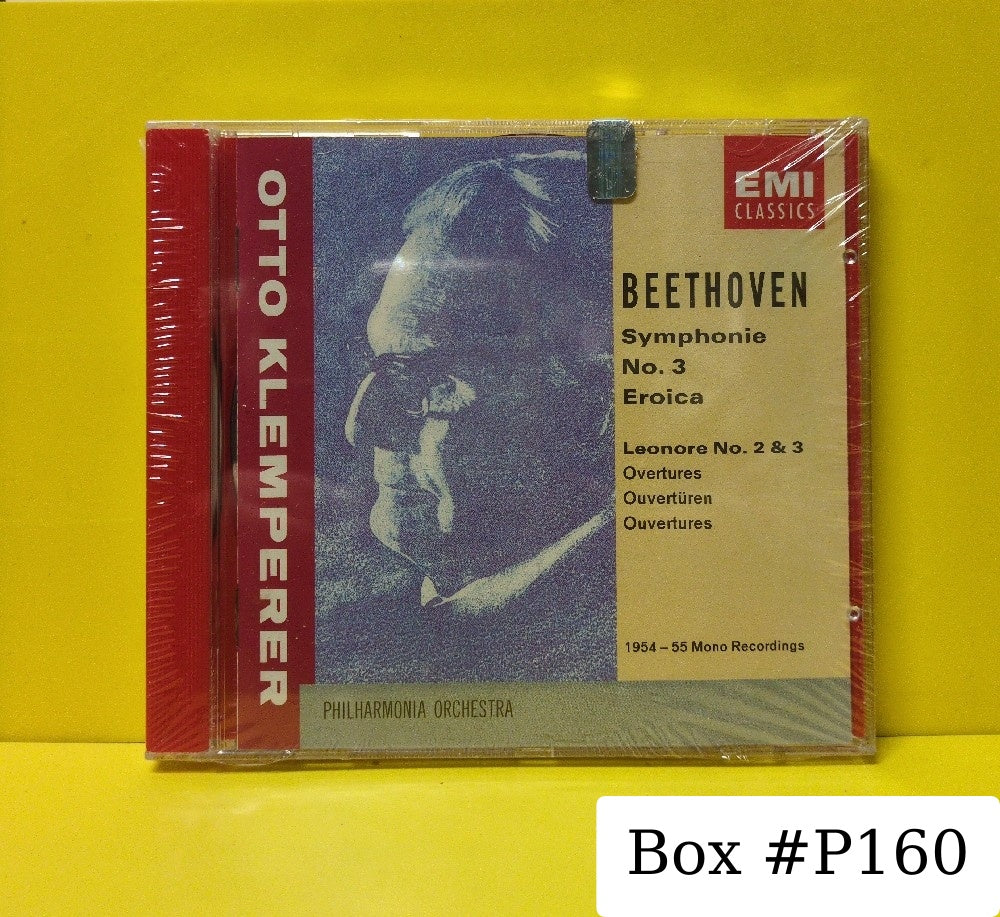 OTTO KLEMPERER
EMI
CLASSICS
BEETHOVEN
Symphonie
No. 3
Eroica
Leonore No. 2 & 3
Overtures
Ouvertüren
Ouvertures
1954 – 55 Mono Recordings
PHILHARMONIA ORCHESTRA
Box #P160